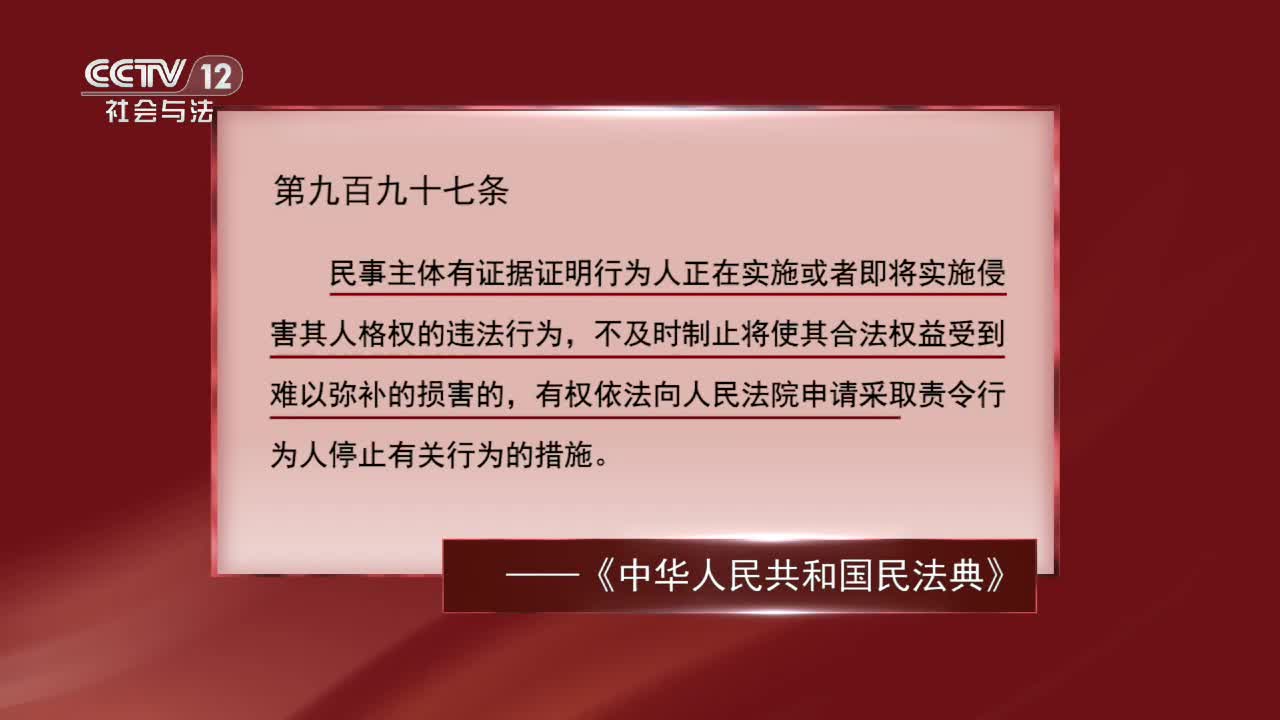 CCTV 12
社会与法
第九百九十七条
民事主体有证据证明行为人正在实施或者即将实施侵
害其人格权的违法行为，不及时制止将使其合法权益受到
难以弥补的损害的，有权依法向人民法院申请采取责令行
为人停止有关行为的措施。
——《中华人民共和国民法典》